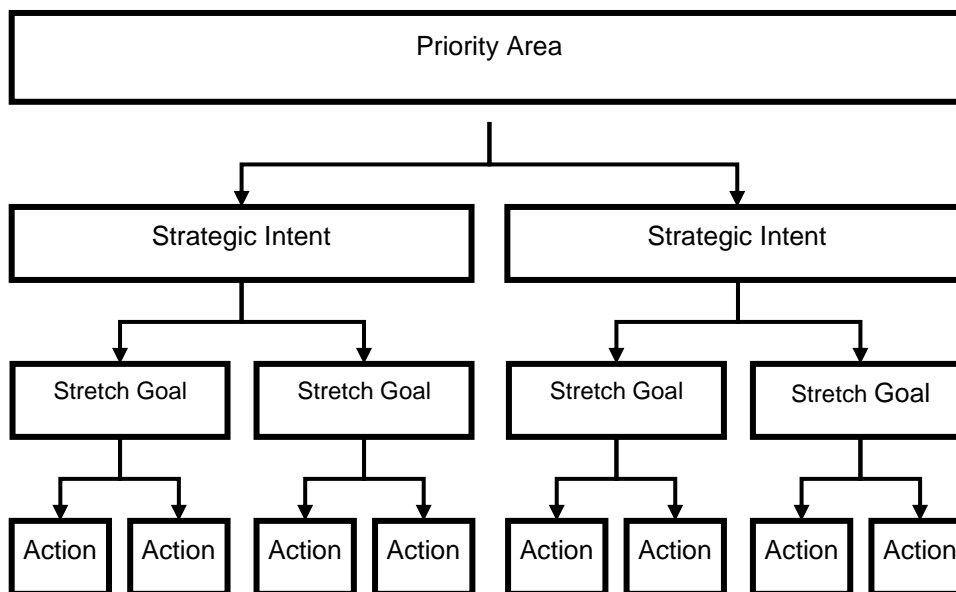 Priority Area
Strategic Intent
Strategic Intent
Stretch Goal
Stretch Goal
Stretch Goal
Stretch Goal
Action
Action
Action
Action
Action
Action
Action
Action